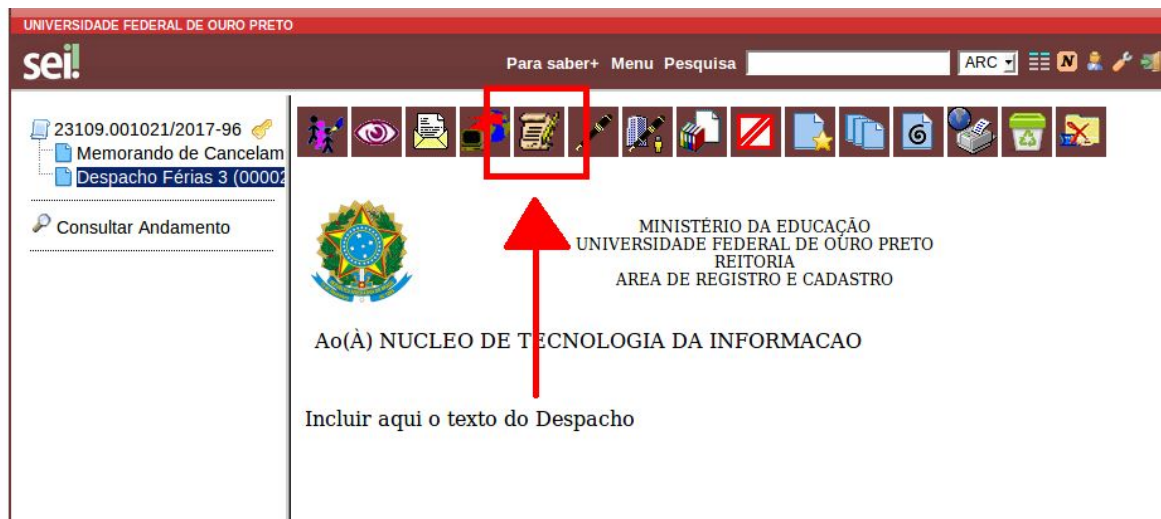 UNIVERSIDADE FEDERAL DE OURO PRETO
sei!
Para saber+ Menu Pesquisa ARC N
23109.001021/2017-96
Memorando de Cancelam
Despacho Férias 3 (00002
Consultar Andamento
MINISTÉRIO DA EDUCAÇÃO
UNIVERSIDADE FEDERAL DE OURO PRETO
REITORIA
AREA DE REGISTRO E CADASTRO
Ao(À) NUCLEO DE TECNOLOGIA DA INFORMACAO
Incluir aqui o texto do Despacho